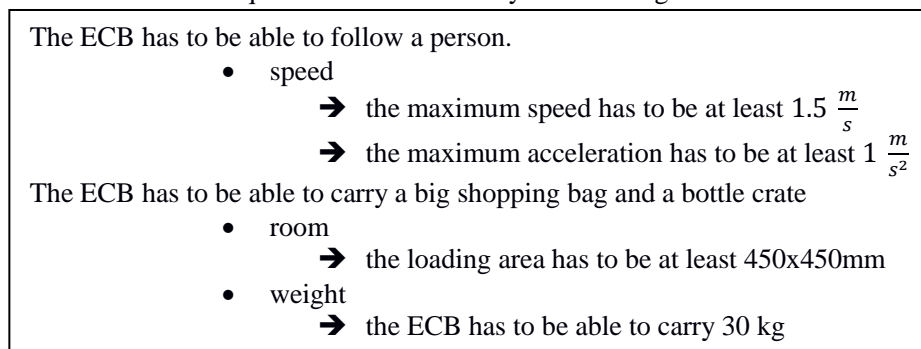 The ECB has to be able to follow a person.
• speed
➔ the maximum speed has to be at least 1.5 m/s
➔ the maximum acceleration has to be at least 1 m/s²
The ECB has to be able to carry a big shopping bag and a bottle crate
• room
➔ the loading area has to be at least 450x450mm
• weight
➔ the ECB has to be able to carry 30 kg